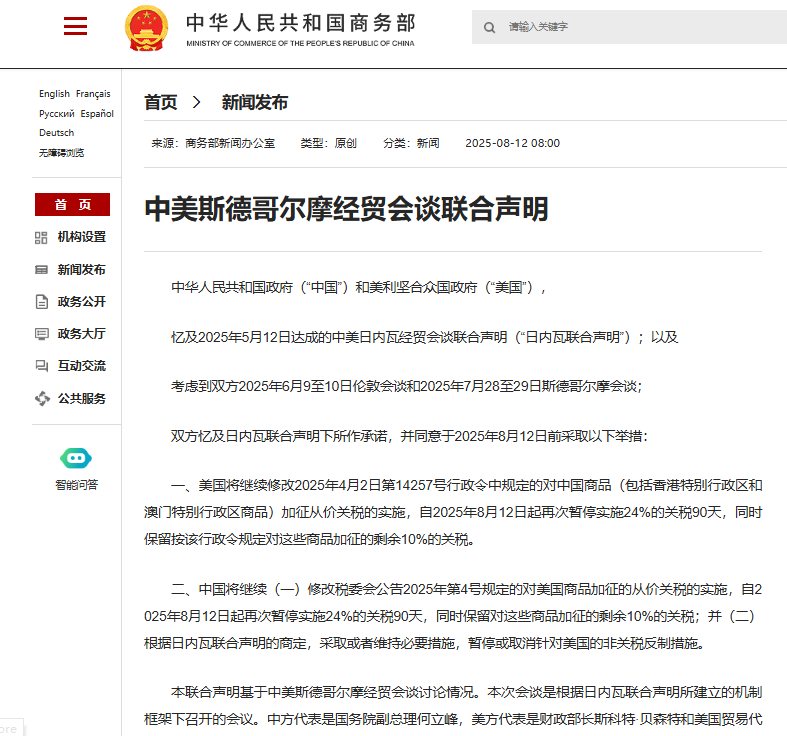 中华人民共和国商务部
MINISTRY OF COMMERCE OF THE PEOPLE'S REPUBLIC OF CHINA
请输入关键字
English Français
Русский Español
Deutsch
无障碍浏览
首 页
机构设置
新闻发布
政务公开
政务大厅
互动交流
公共服务
智能问答
首页 > 新闻发布
来源：商务部新闻办公室 类型：原创 分类：新闻 2025-08-12 08:00
中美斯德哥尔摩经贸会谈联合声明
中华人民共和国政府（“中国”）和美利坚合众国政府（“美国”），
忆及2025年5月12日达成的中美日内瓦经贸会谈联合声明（“日内瓦联合声明”）；以及
考虑到双方2025年6月9至10日伦敦会谈和2025年7月28至29日斯德哥尔摩会谈；
双方忆及日内瓦联合声明下所作承诺，并同意于2025年8月12日前采取以下举措：
一、美国将继续修改2025年4月2日第14257号行政令中规定的对中国商品（包括香港特别行政区和
澳门特别行政区商品）加征从价关税的实施，自2025年8月12日起再次暂停实施24%的关税90天，同时
保留按该行政令规定对这些商品加征的剩余10%的关税。
二、中国将继续（一）修改税委会公告2025年第4号规定的对美国商品加征的从价关税的实施，自2
025年8月12日起再次暂停实施24%的关税90天，同时保留对这些商品加征的剩余10%的关税；并（二）
根据日内瓦联合声明的商定，采取或者维持必要措施，暂停或取消针对美国的非关税反制措施。
本联合声明基于中美斯德哥尔摩经贸会谈讨论情况。本次会谈是根据日内瓦联合声明所建立的机制
框架下召开的会议。中方代表是国务院副总理何立峰，美方代表是财政部长斯科特·贝森特和美国贸易代
ore